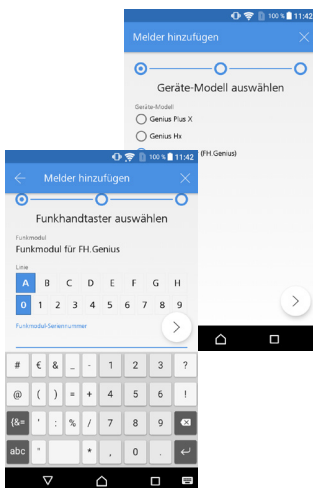 100 % 11:42
Melder hinzufügen
Geräte-Modell auswählen
Geräte-Modell
Genius Plus X
Genius Hx
(FH.Genius)
100 % 11:42
Melder hinzufügen
Funkhandtaster auswählen
Funkmodul
Funkmodul für FH.Genius
Linie
A B C D E F G H
0 1 2 3 4 5 6 7 8 9
Funkmodul-Seriennummer
# € & _ - 1 2 3 ?
@ ( ) = + 4 5 6 !
{&= ' : % / 7 8 9
abc " * , 0 .